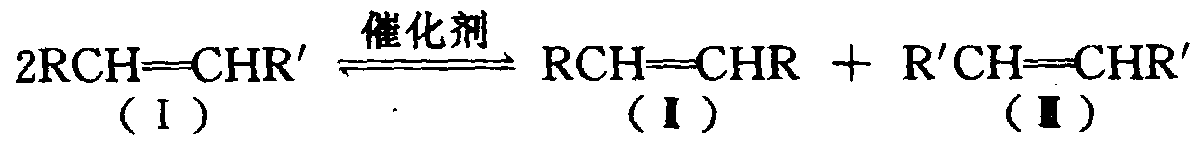 催化剂
2RCH=CHR′ ⇌ RCH=CHR + R′CH=CHR′
(Ⅰ) (Ⅱ) (Ⅲ)